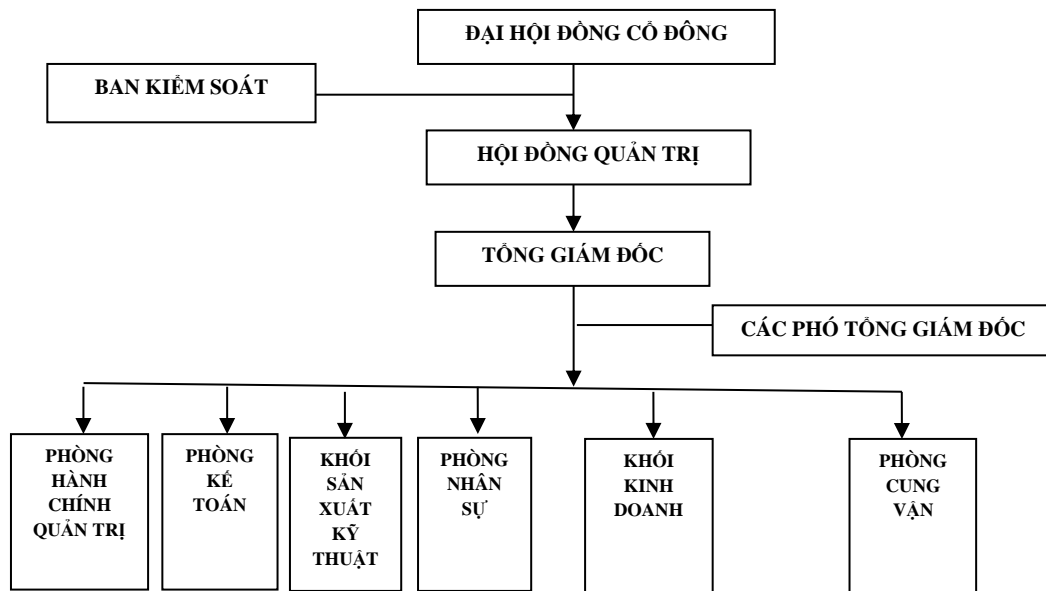 ĐẠI HỘI ĐỒNG CỔ ĐÔNG
BAN KIỂM SOÁT
HỘI ĐỒNG QUẢN TRỊ
TỔNG GIÁM ĐỐC
CÁC PHÓ TỔNG GIÁM ĐỐC
PHÒNG
HÀNH
CHÍNH
QUẢN TRỊ
PHÒNG
KẾ
TOÁN
KHỐI
SẢN
XUẤT
KỸ
THUẬT
PHÒNG
NHÂN
SỰ
KHỐI
KINH
DOANH
PHÒNG
CUNG
VẬN